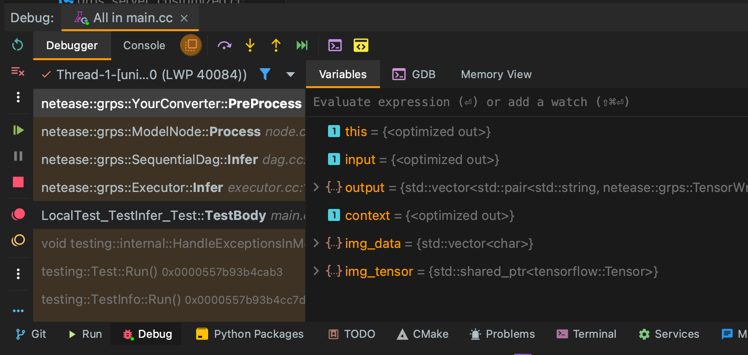 Debug: All in main.cc ×
Debugger Console
Thread-1-[uni...0 (LWP 40084))
netease::grps::YourConverter::PreProcess
netease::grps::ModelNode::Process node.c
netease::grps::SequentialDag::Infer dag.cc:
netease::grps::Executor::Infer executor.cc:
LocalTest_TestInfer_Test::TestBody main.
void testing::internal::HandleExceptionsInM
testing::Test::Run() 0x0000557b93b4cab3
testing::TestInfo::Run() 0x0000557b93b4cc7d
Variables GDB Memory View
Evaluate expression (⏎) or add a watch (⇧⌘⏎)
this = {<optimized out>}
input = {<optimized out>}
output = {std::vector<std::pair<std::string, netease::grps::TensorWr
context = {<optimized out>}
img_data = {std::vector<char>}
img_tensor = {std::shared_ptr<tensorflow::Tensor>}
Git Run Debug Python Packages TODO CMake Problems Terminal Services M